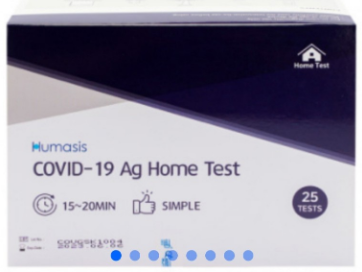 Home Test
Humasis
COVID-19 Ag Home Test
15~20MIN
SIMPLE
25
TESTS